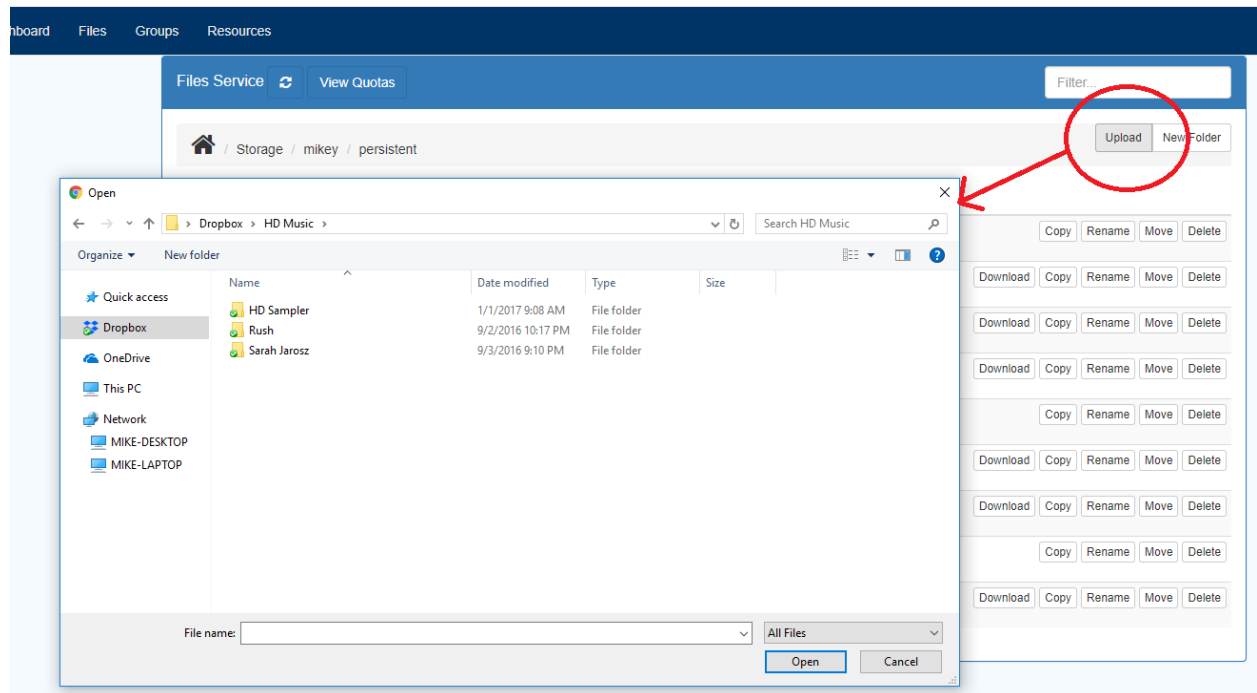 hboard Files Groups Resources
Files Service View Quotas Filter...
/ Storage / mikey / persistent Upload New Folder
Open
› Dropbox › HD Music › Search HD Music
Organize New folder
Name Date modified Type Size
Quick access
Dropbox
OneDrive
This PC
Network
MIKE-DESKTOP
MIKE-LAPTOP
HD Sampler 1/1/2017 9:08 AM File folder
Rush 9/2/2016 10:17 PM File folder
Sarah Jarosz 9/3/2016 9:10 PM File folder
File name: All Files
Open Cancel
Copy Rename Move Delete
Download Copy Rename Move Delete
Download Copy Rename Move Delete
Download Copy Rename Move Delete
Copy Rename Move Delete
Download Copy Rename Move Delete
Download Copy Rename Move Delete
Copy Rename Move Delete
Download Copy Rename Move Delete